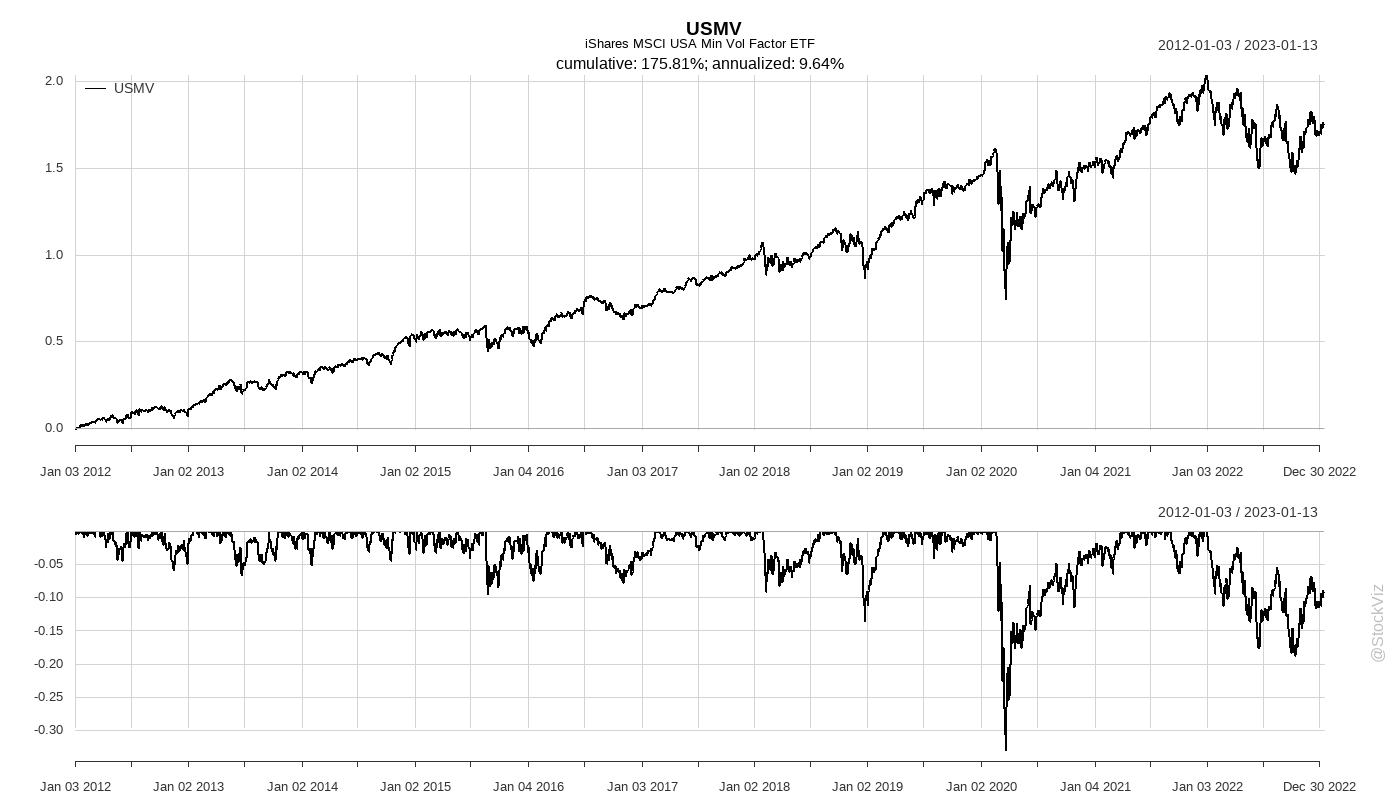 USMV
iShares MSCI USA Min Vol Factor ETF
2012-01-03 / 2023-01-13
cumulative: 175.81%; annualized: 9.64%
USMV
2.0
1.5
1.0
0.5
0.0
Jan 03 2012 Jan 02 2013 Jan 02 2014 Jan 02 2015 Jan 04 2016 Jan 03 2017 Jan 02 2018 Jan 02 2019 Jan 02 2020 Jan 04 2021 Jan 03 2022 Dec 30 2022
2012-01-03 / 2023-01-13
-0.05
-0.10
-0.15
-0.20
-0.25
-0.30
Jan 03 2012 Jan 02 2013 Jan 02 2014 Jan 02 2015 Jan 04 2016 Jan 03 2017 Jan 02 2018 Jan 02 2019 Jan 02 2020 Jan 04 2021 Jan 03 2022 Dec 30 2022
@StockViz